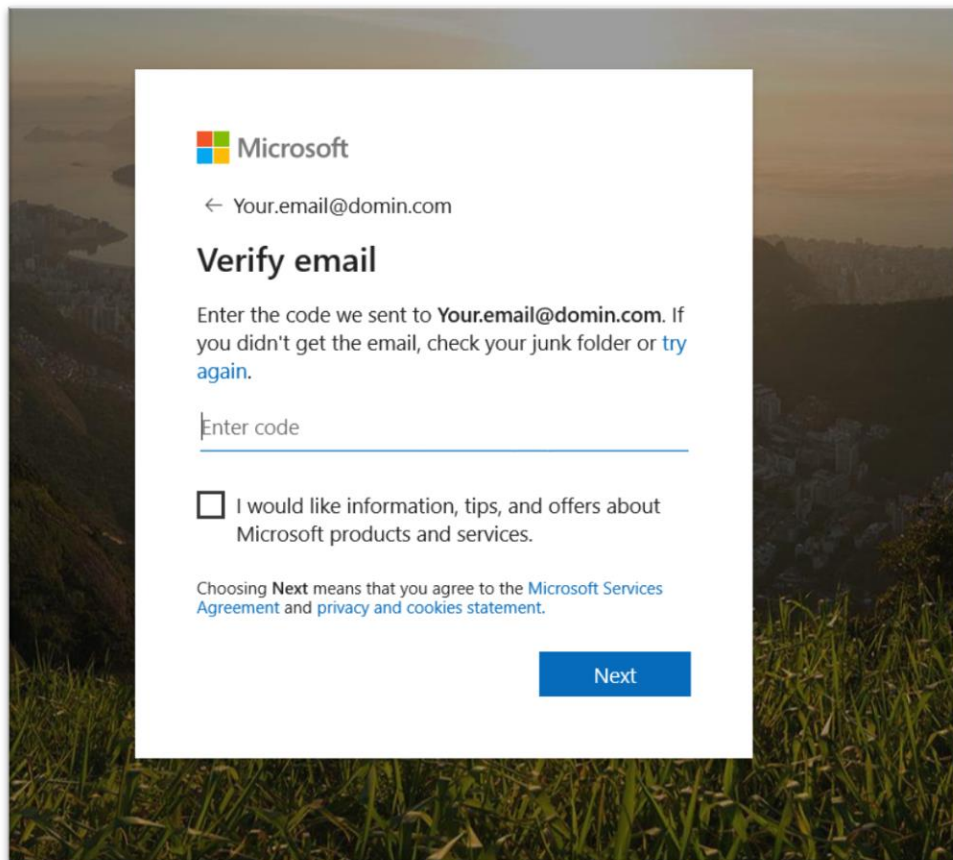 Microsoft
← Your.email@domin.com
Verify email
Enter the code we sent to Your.email@domin.com. If
you didn't get the email, check your junk folder or try
again.
Enter code
I would like information, tips, and offers about
Microsoft products and services.
Choosing Next means that you agree to the Microsoft Services
Agreement and privacy and cookies statement.
Next